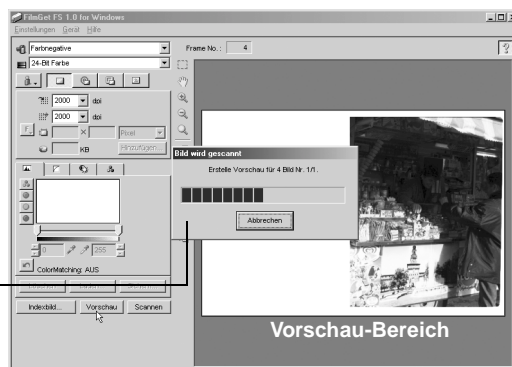 FilmGet FS 1.0 for Windows
Einstellungen Gerät Hilfe
Farbnegative
Frame No.: 4
24-Bit Farbe
2000 dpi
2000 dpi
Pixel
KB
Hinzufügen
Bild wird gescannt
Erstelle Vorschau für 4 Bild Nr. 1/1.
Abbrechen
0 255
ColorMatching: AUS
Indexbild... Vorschau Scannen
Vorschau-Bereich